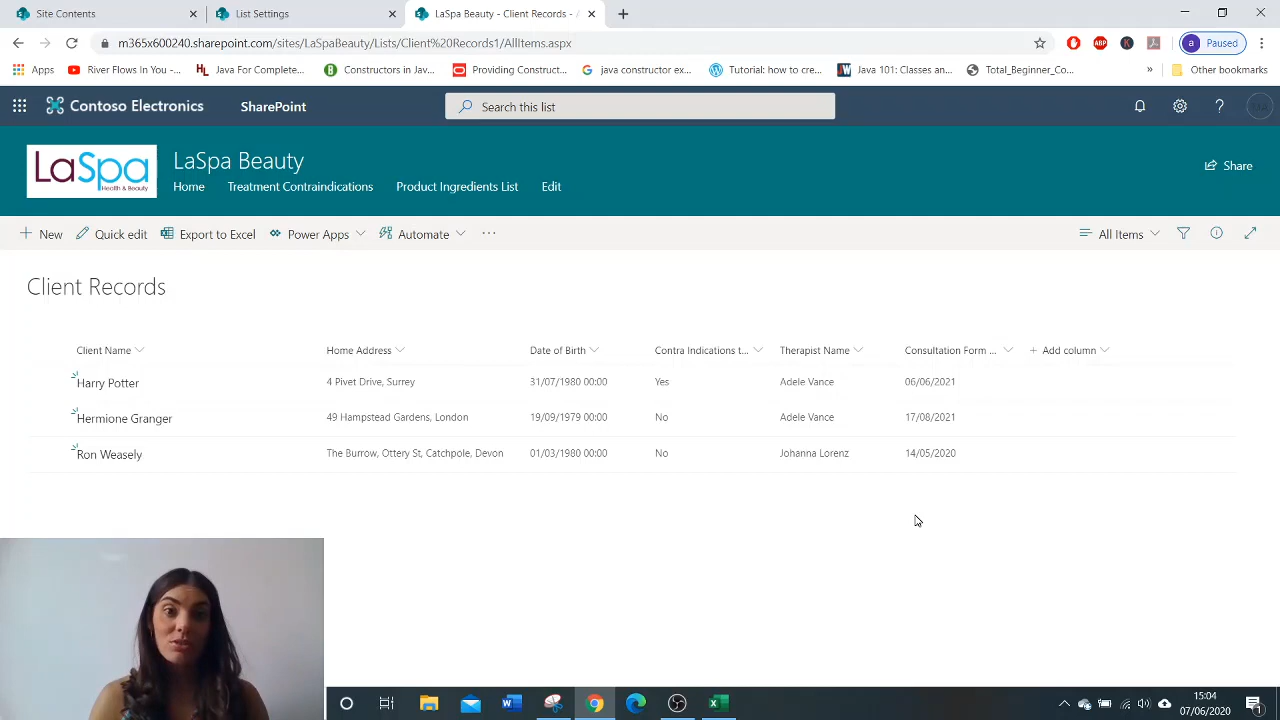 Site Contents
List Settings
LaSpa Beauty - Client Records - A
m365x600240.sharepoint.com/sites/LaSpaBeauty/Lists/Client%20Records1/AllItems.aspx
ABP
K
a Paused
Apps
River Flows In You -...
Java For Complete...
Constructors in Jav...
Providing Construct...
java constructor ex...
Tutorial: how to cre...
Java 101: Classes an...
Total_Beginner_Co...
»
Other bookmarks
Contoso Electronics
SharePoint
Search this list
LaSpa
Health & Beauty
LaSpa Beauty
Home
Treatment Contraindications
Product Ingredients List
Edit
Share
New
Quick edit
Export to Excel
Power Apps
Automate
...
All Items
Client Records
Client Name
Home Address
Date of Birth
Contra Indications t...
Therapist Name
Consultation Form ...
Add column
Harry Potter
4 Pivet Drive, Surrey
31/07/1980 00:00
Yes
Adele Vance
06/06/2021
Hermione Granger
49 Hampstead Gardens, London
19/09/1979 00:00
No
Adele Vance
17/08/2021
Ron Weasely
The Burrow, Ottery St, Catchpole, Devon
01/03/1980 00:00
No
Johanna Lorenz
14/05/2020
15:04
07/06/2020